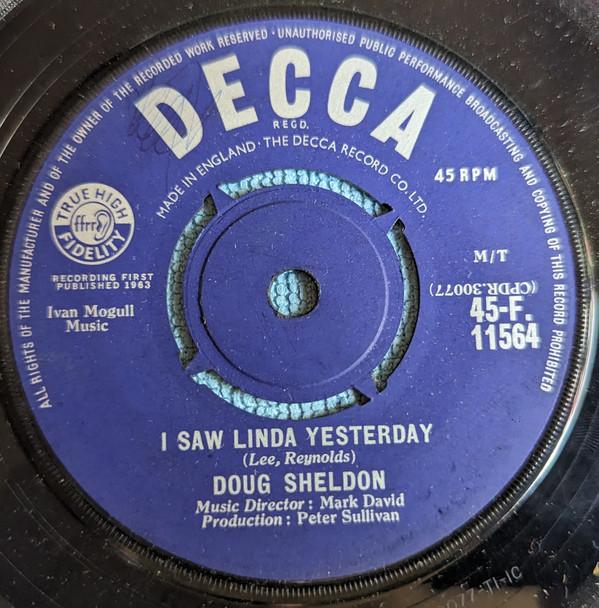 ALL RIGHTS OF THE MANUFACTURER AND OF THE OWNER OF THE RECORDED WORK RESERVED · UNAUTHORISED PUBLIC PERFORMANCE BROADCASTING AND COPYING OF THIS RECORD PROHIBITED
DECCA
REGD.
MADE IN ENGLAND · THE DECCA RECORD CO. LTD.
45 RPM
TRUE HIGH
ffrr
FIDELITY
RECORDING FIRST
PUBLISHED 1963
Ivan Mogull
Music
M/T
(CPDR.30077)
45-F.
11564
I SAW LINDA YESTERDAY
(Lee, Reynolds)
DOUG SHELDON
Music Director : Mark David
Production : Peter Sullivan